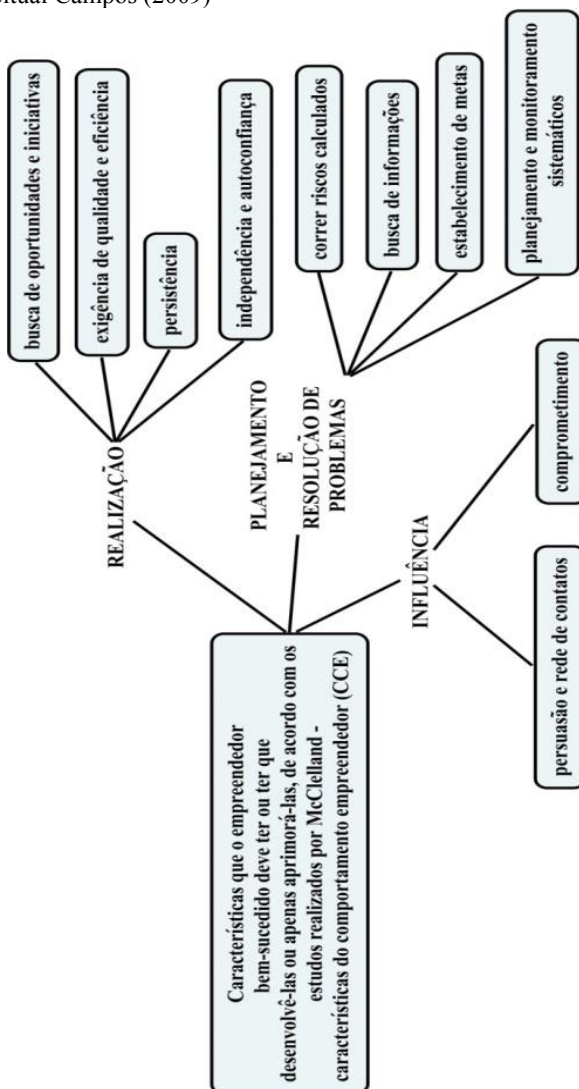 itual Campos (2009)
Características que o empreendedor
bem-sucedido deve ter ou ter que
desenvolvê-las ou apenas aprimorá-las, de acordo com os
estudos realizados por McClelland -
características do comportamento empreendedor (CCE)
REALIZAÇÃO
busca de oportunidades e iniciativas
exigência de qualidade e eficiência
persistência
independência e autoconfiança
PLANEJAMENTO
E
RESOLUÇÃO DE
PROBLEMAS
correr riscos calculados
busca de informações
estabelecimento de metas
planejamento e monitoramento
sistemáticos
INFLUÊNCIA
persuasão e rede de contatos
comprometimento